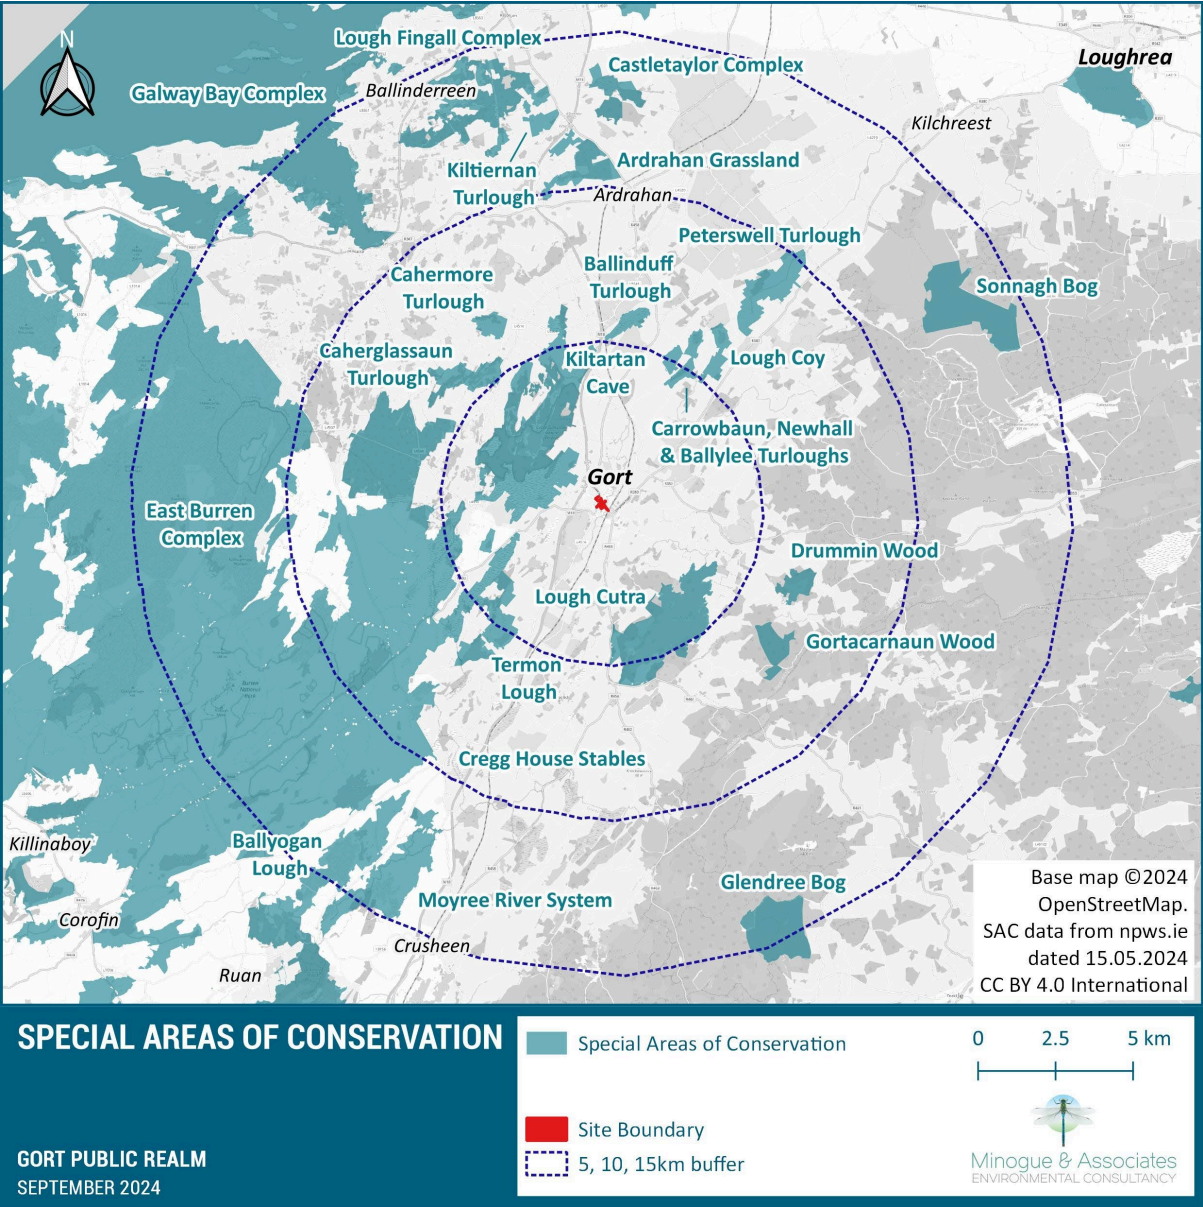 N
Lough Fingall Complex
Castletaylor Complex
Loughrea
Galway Bay Complex
Ballinderreen
Kilchreest
Kiltiernan
Turlough
Ardrahan Grassland
Ardrahan
Peterswell Turlough
Cahermore
Turlough
Ballinduff
Turlough
Sonnagh Bog
Caherglassaun
Turlough
Kiltartan
Cave
Lough Coy
Carrowbaun, Newhall
& Ballylee Turloughs
Gort
East Burren
Complex
Drummin Wood
Lough Cutra
Gortacarnaun Wood
Termon
Lough
Cregg House Stables
Killinaboy
Ballyogan
Lough
Glendree Bog
Moyree River System
Corofin
Crusheen
Ruan
Base map ©2024
OpenStreetMap.
SAC data from npws.ie
dated 15.05.2024
CC BY 4.0 International
SPECIAL AREAS OF CONSERVATION
GORT PUBLIC REALM
SEPTEMBER 2024
Special Areas of Conservation
Site Boundary
5, 10, 15km buffer
0 2.5 5 km
Minogue & Associates
ENVIRONMENTAL CONSULTANCY